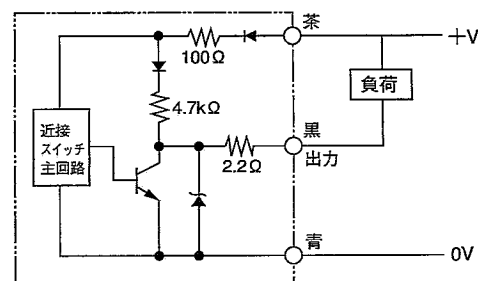 茶
+V
100Ω
負荷
4.7kΩ
近接
スイッチ
主回路
黒
出力
2.2Ω
青
0V